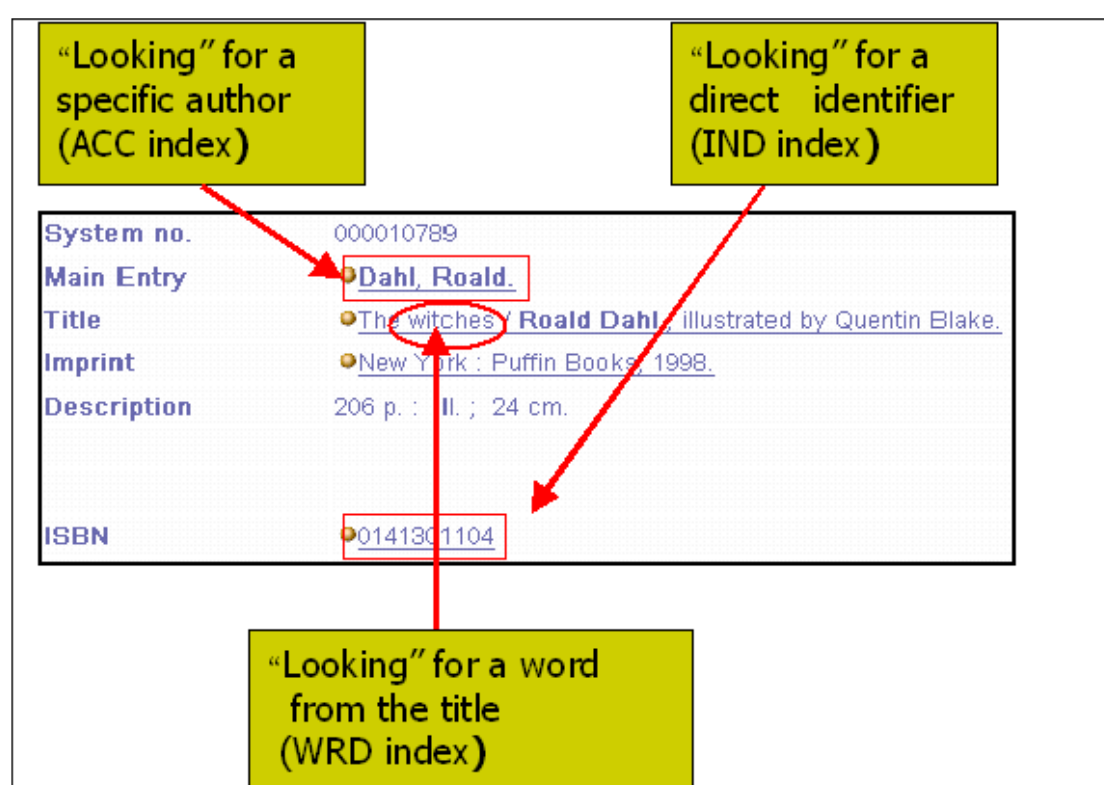 “Looking” for a
specific author
(ACC index)
“Looking” for a
direct identifier
(IND index)
System no. 000010789
Main Entry Dahl, Roald.
Title The witches / Roald Dahl ; illustrated by Quentin Blake.
Imprint New York : Puffin Books, 1998.
Description 206 p. : ill. ; 24 cm.
ISBN 0141301104
“Looking” for a word
from the title
(WRD index)